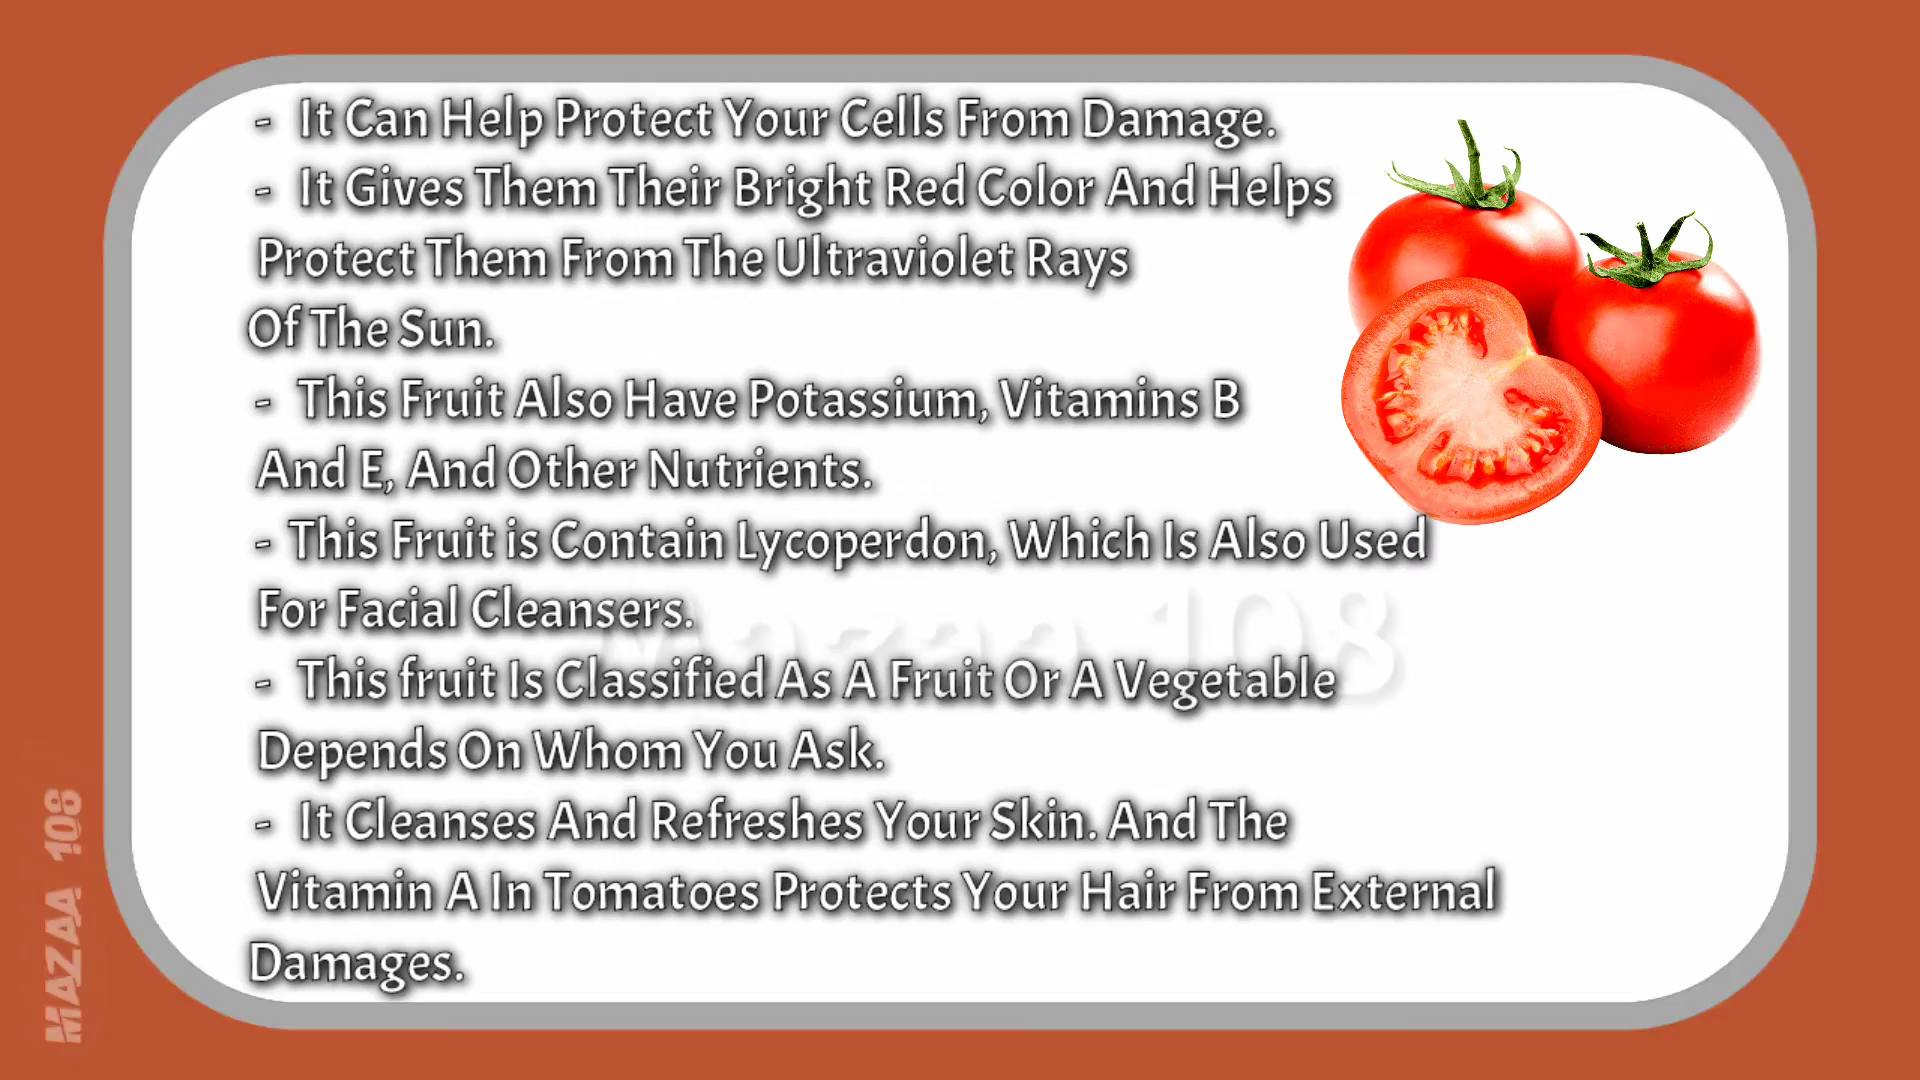 - It Can Help Protect Your Cells From Damage.
- It Gives Them Their Bright Red Color And Helps
Protect Them From The Ultraviolet Rays
Of The Sun.
- This Fruit Also Have Potassium, Vitamins B
And E, And Other Nutrients.
- This Fruit is Contain Lycoperdon, Which Is Also Used
For Facial Cleansers.
- This fruit Is Classified As A Fruit Or A Vegetable
Depends On Whom You Ask.
- It Cleanses And Refreshes Your Skin. And The
Vitamin A In Tomatoes Protects Your Hair From External
Damages.
Mazaa 108
MAZAA 108